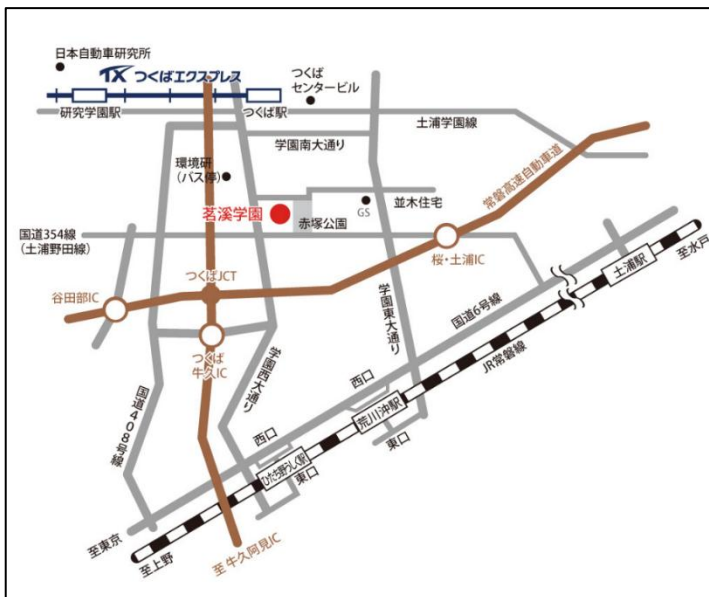 日本自動車研究所
TX つくばエクスプレス
つくば
センタービル
研究学園駅
つくば駅
土浦学園線
学園南大通り
環境研
(バス停)
常磐高速自動車道
茗溪学園
赤塚公園
GS
並木住宅
国道354線
(土浦野田線)
桜・土浦IC
つくばJCT
谷田部IC
つくば
牛久IC
学園東大通り
国道6号線
土浦駅
至水戸
JR常磐線
学園西大通り
国道408号線
西口
荒川沖駅
東口
西口
ひたち野うしく駅
東口
至東京
至上野
至 牛久阿見IC